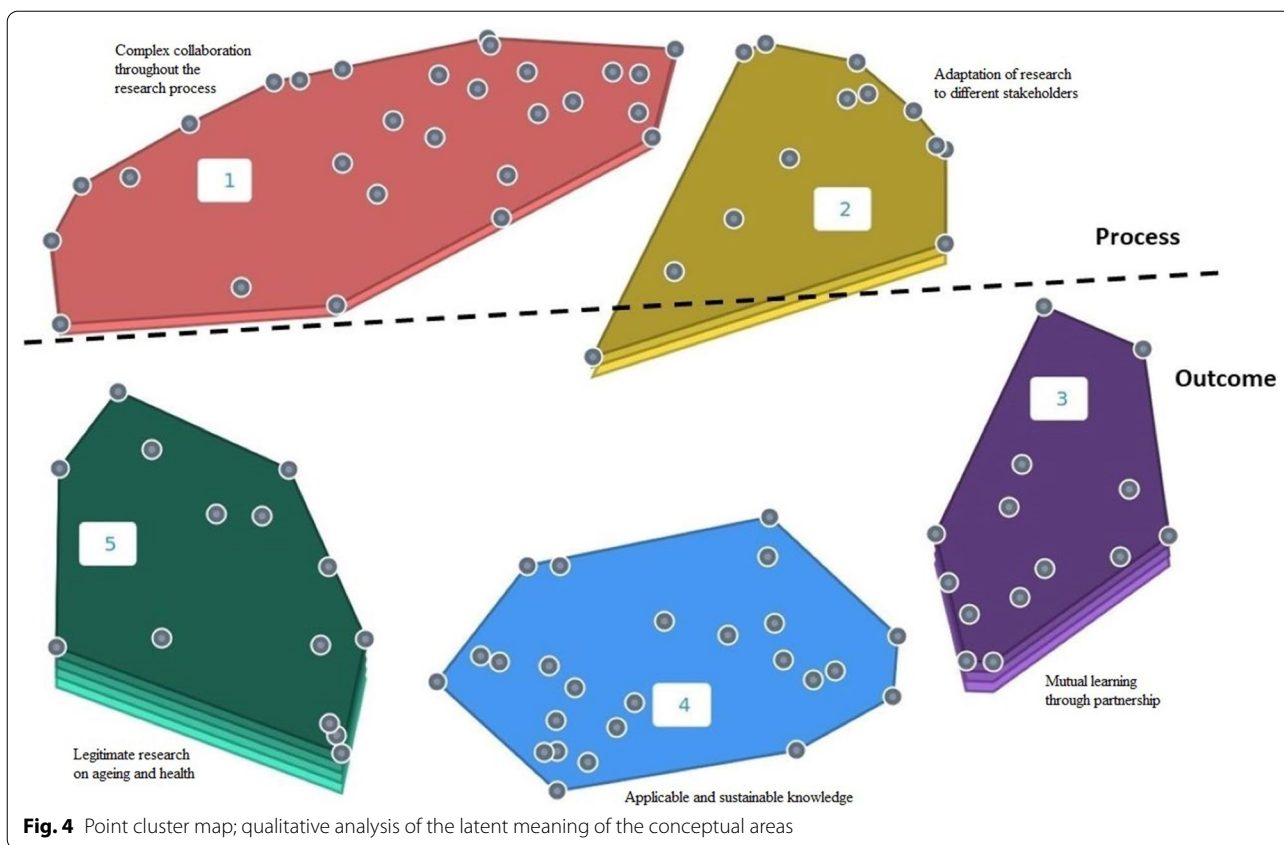 Complex collaboration
throughout the
research process
Adaptation of research
to different stakeholders
1
2
Process
Outcome
3
5
4
Mutual learning
through partnership
Legitimate research
on ageing and health
Applicable and sustainable knowledge
Fig. 4 Point cluster map; qualitative analysis of the latent meaning of the conceptual areas